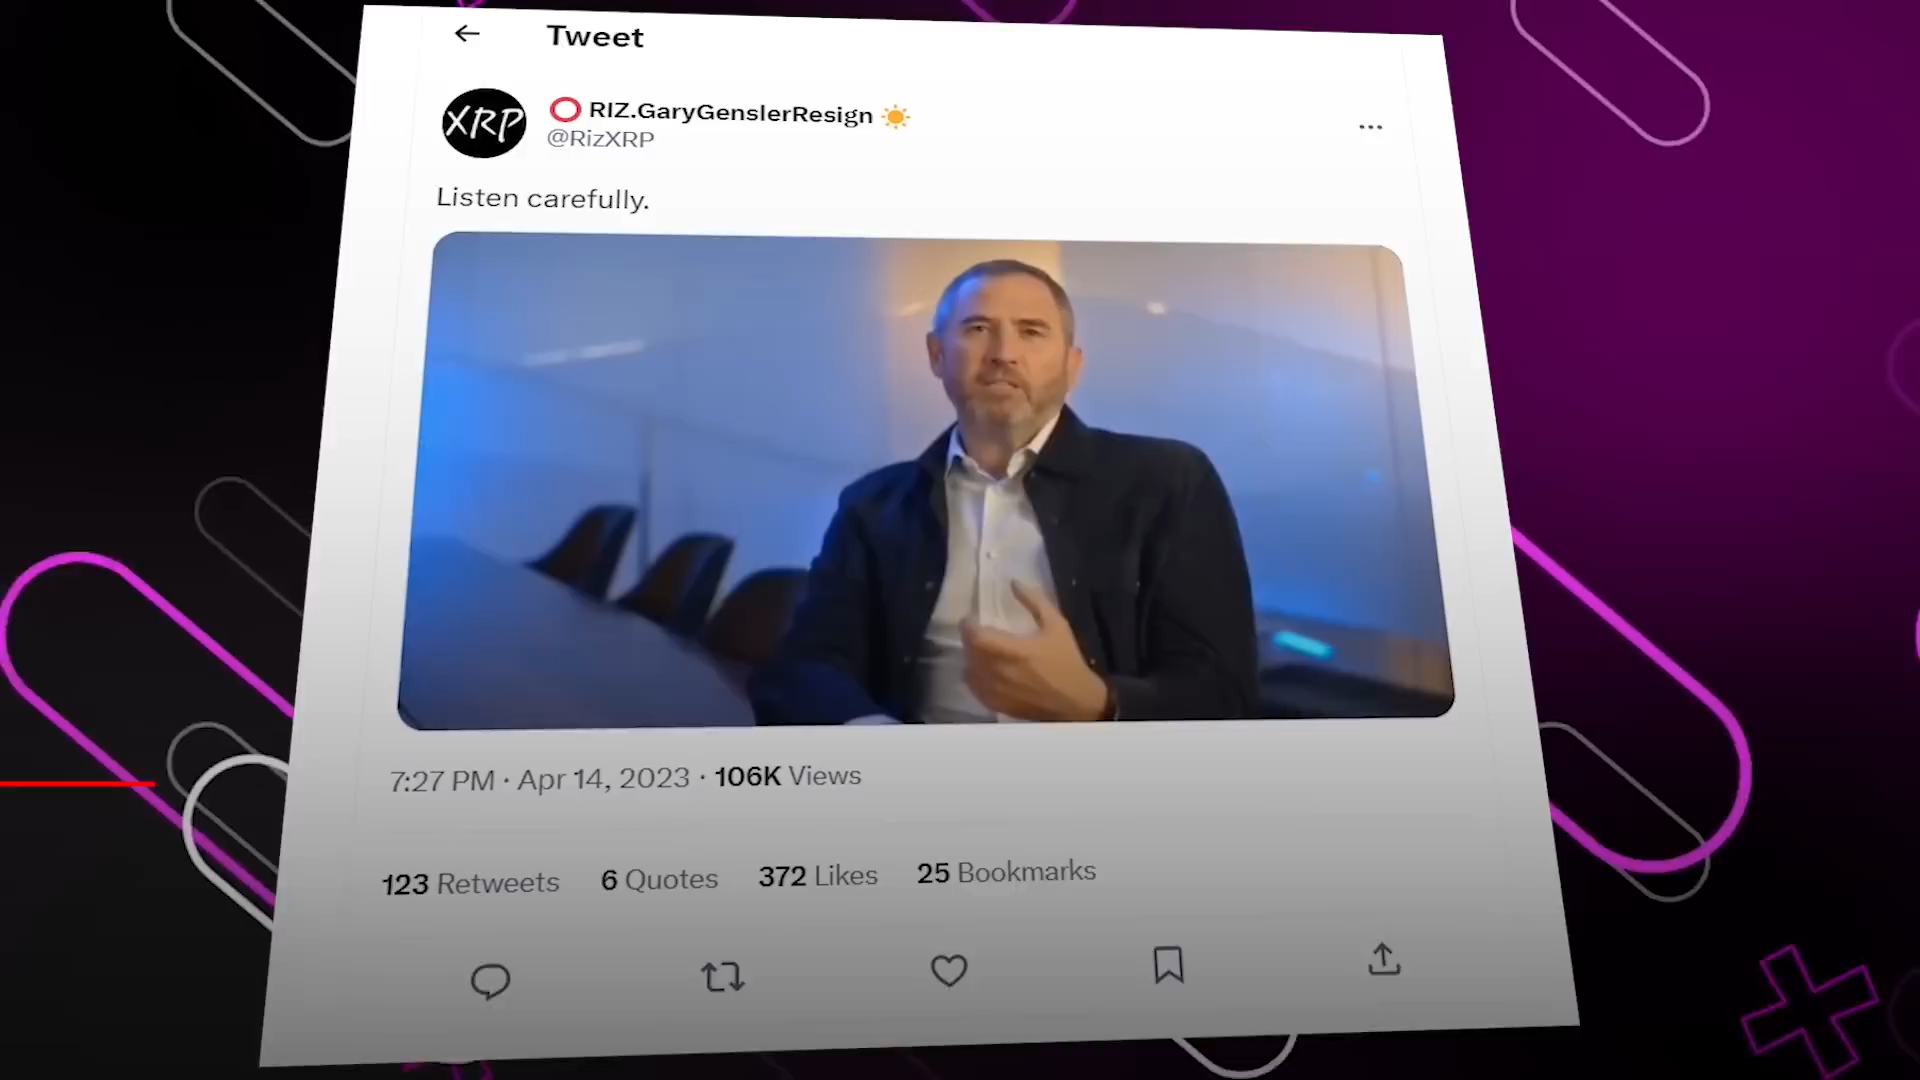 Tweet
XRP
RIZ.GaryGenslerResign
@RizXRP
Listen carefully.
7:27 PM · Apr 14, 2023 · 106K Views
123 Retweets 6 Quotes 372 Likes 25 Bookmarks